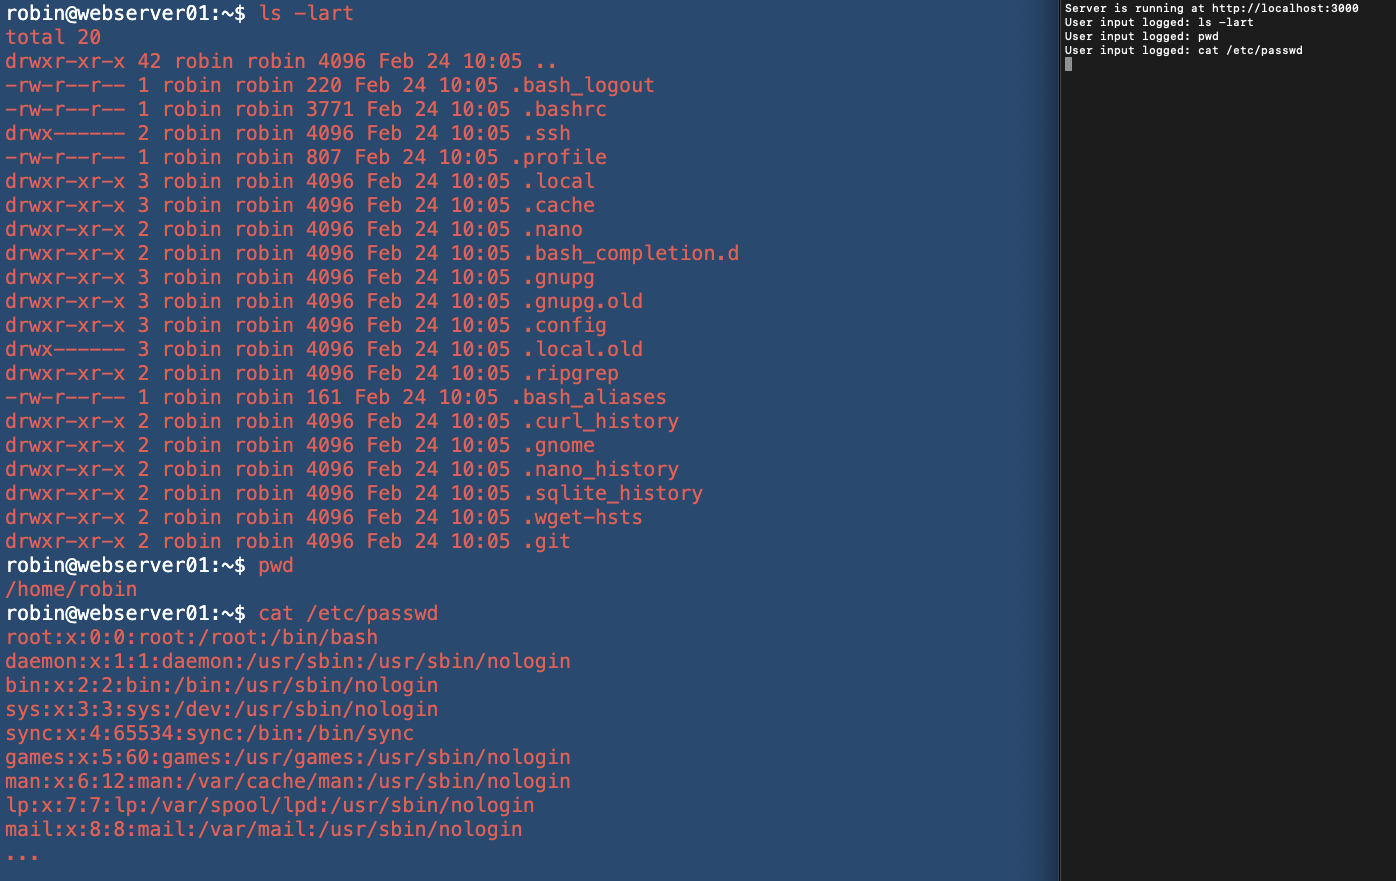 robin@webserver01:~$ ls -lart
total 20
drwxr-xr-x 42 robin robin 4096 Feb 24 10:05 ..
-rw-r--r-- 1 robin robin 220 Feb 24 10:05 .bash_logout
-rw-r--r-- 1 robin robin 3771 Feb 24 10:05 .bashrc
drwx------ 2 robin robin 4096 Feb 24 10:05 .ssh
-rw-r--r-- 1 robin robin 807 Feb 24 10:05 .profile
drwxr-xr-x 3 robin robin 4096 Feb 24 10:05 .local
drwxr-xr-x 3 robin robin 4096 Feb 24 10:05 .cache
drwxr-xr-x 2 robin robin 4096 Feb 24 10:05 .nano
drwxr-xr-x 2 robin robin 4096 Feb 24 10:05 .bash_completion.d
drwxr-xr-x 3 robin robin 4096 Feb 24 10:05 .gnupg
drwxr-xr-x 3 robin robin 4096 Feb 24 10:05 .gnupg.old
drwxr-xr-x 3 robin robin 4096 Feb 24 10:05 .config
drwx------ 3 robin robin 4096 Feb 24 10:05 .local.old
drwxr-xr-x 2 robin robin 4096 Feb 24 10:05 .ripgrep
-rw-r--r-- 1 robin robin 161 Feb 24 10:05 .bash_aliases
drwxr-xr-x 2 robin robin 4096 Feb 24 10:05 .curl_history
drwxr-xr-x 2 robin robin 4096 Feb 24 10:05 .gnome
drwxr-xr-x 2 robin robin 4096 Feb 24 10:05 .nano_history
drwxr-xr-x 2 robin robin 4096 Feb 24 10:05 .sqlite_history
drwxr-xr-x 2 robin robin 4096 Feb 24 10:05 .wget-hsts
drwxr-xr-x 2 robin robin 4096 Feb 24 10:05 .git
robin@webserver01:~$ pwd
/home/robin
robin@webserver01:~$ cat /etc/passwd
root:x:0:0:root:/root:/bin/bash
daemon:x:1:1:daemon:/usr/sbin:/usr/sbin/nologin
bin:x:2:2:bin:/bin:/usr/sbin/nologin
sys:x:3:3:sys:/dev:/usr/sbin/nologin
sync:x:4:65534:sync:/bin:/bin/sync
games:x:5:60:games:/usr/games:/usr/sbin/nologin
man:x:6:12:man:/var/cache/man:/usr/sbin/nologin
lp:x:7:7:lp:/var/spool/lpd:/usr/sbin/nologin
mail:x:8:8:mail:/var/mail:/usr/sbin/nologin
...
Server is running at http://localhost:3000
User input logged: ls -lart
User input logged: pwd
User input logged: cat /etc/passwd